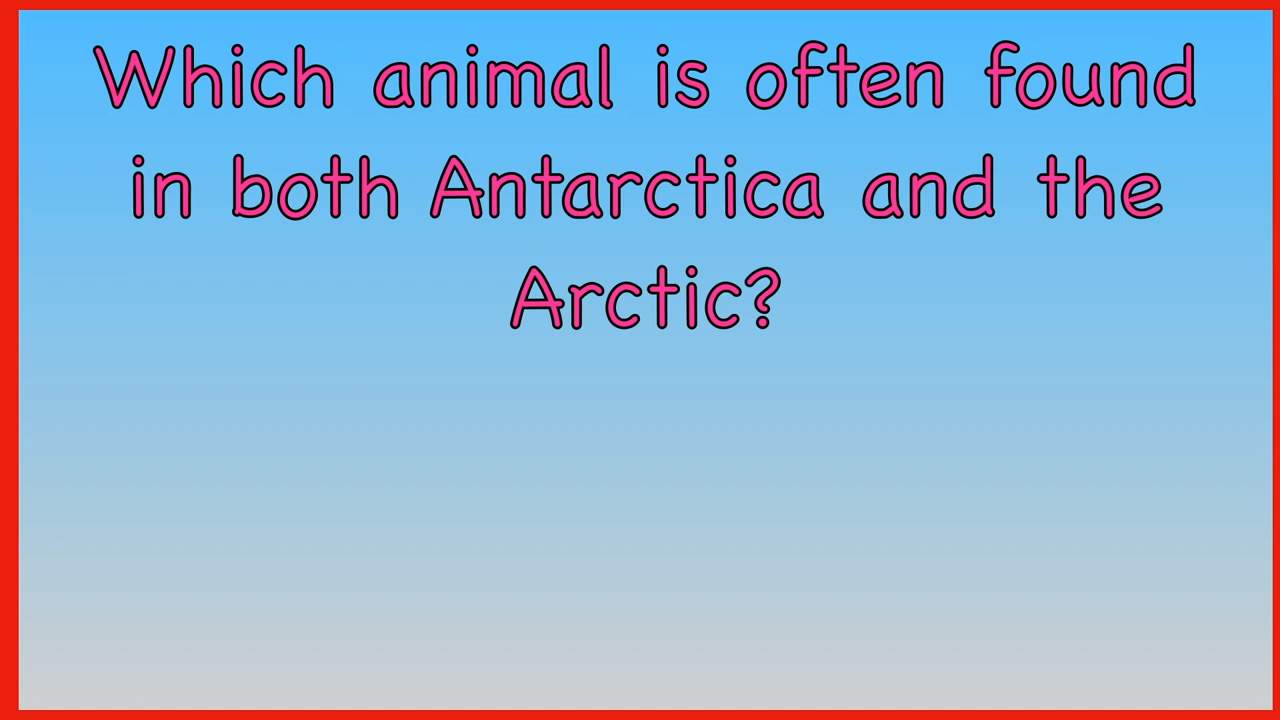 Which animal is often found
in both Antarctica and the
Arctic?